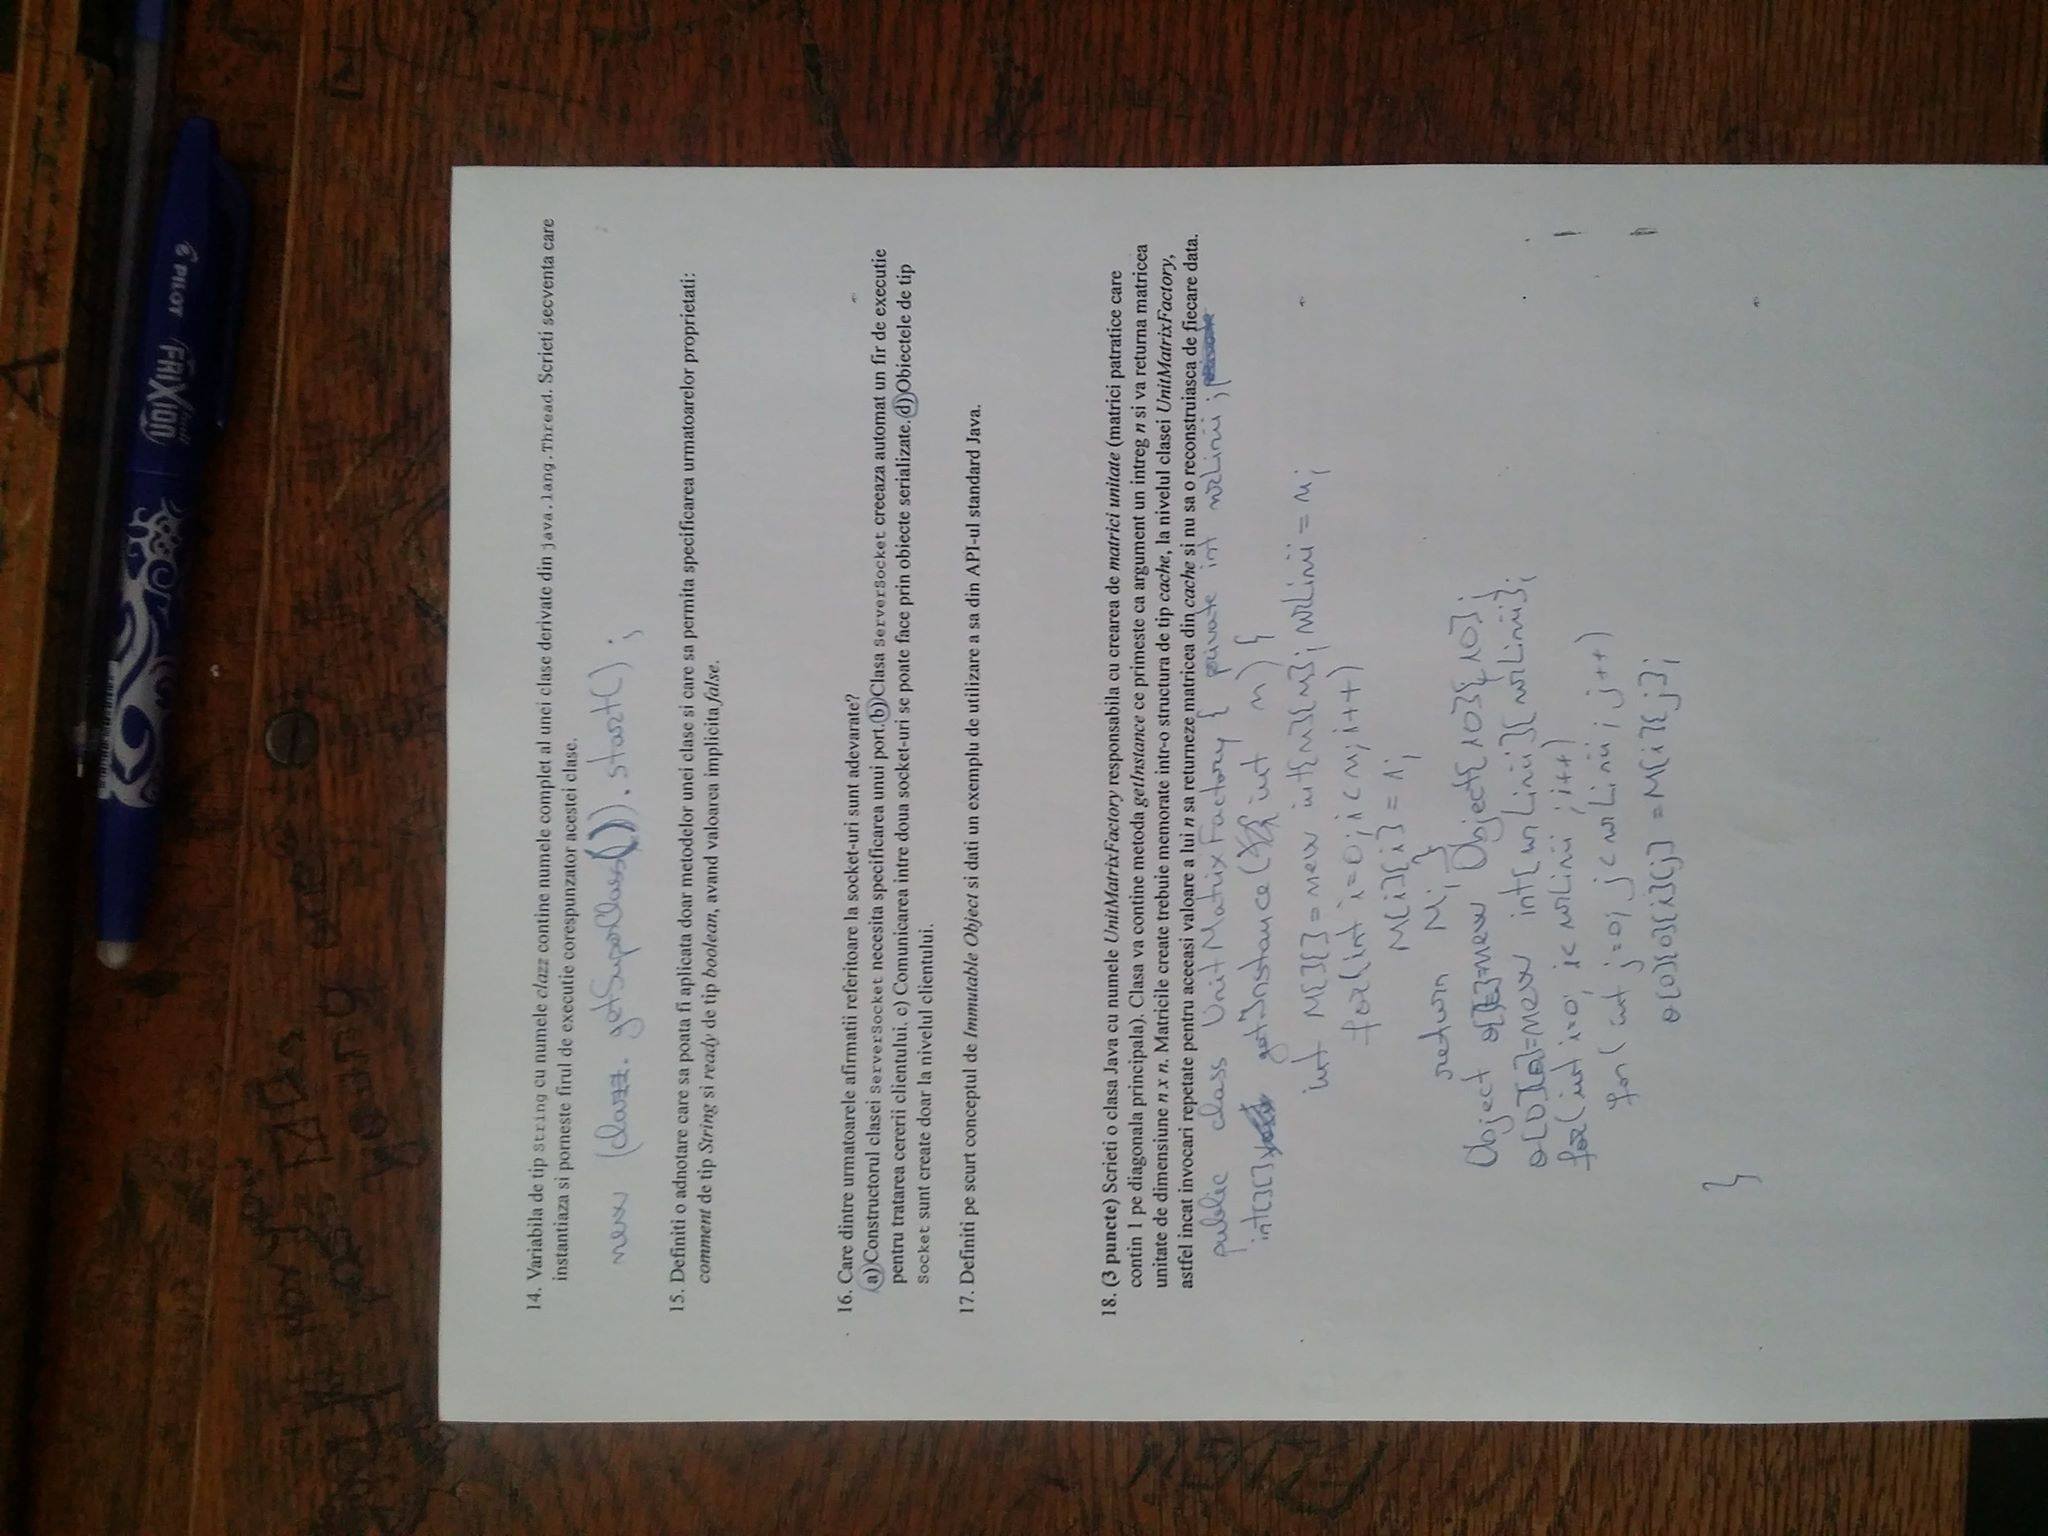 A
PILOT
FRIXION
nor you
pass
young one
14. Variabila de tip String cu numele clazz contine numele complet al unei clase derivate din java.lang.Thread. Scrieti secventa care
instantiaza si porneste firul de executie corespunzator acestei clase.
new (clazz.getSuperClass()).start();
15. Definiti o adnotare care sa poata fi aplicata doar metodelor unei clase si care sa permita specificarea urmatoarelor proprietati:
comment de tip String si ready de tip boolean, avand valoarea implicita false.
16. Care dintre urmatoarele afirmatii referitoare la socket-uri sunt adevarate?
a) Constructorul clasei ServerSocket necesita specificarea unui port. b) Clasa ServerSocket creeaza automat un fir de executie
pentru tratarea cererii clientului. c) Comunicarea intre doua socket-uri se poate face prin obiecte serializate. d) Obiectele de tip
Socket sunt create doar la nivelul clientului.
17. Definiti pe scurt conceptul de Immutable Object si dati un exemplu de utilizare a sa din API-ul standard Java.
18. (3 puncte) Scrieti o clasa Java cu numele UnitMatrixFactory responsabila cu crearea de matrici unitate (matrici patratice care
contin 1 pe diagonala principala). Clasa va contine metoda getInstance ce primeste ca argument un intreg n si va returna matricea
unitate de dimensiune n x n. Matricile create trebuie memorate intr-o structura de tip cache, la nivelul clasei UnitMatrixFactory,
astfel incat invocari repetate pentru aceeasi valoare a lui n sa returneze matricea din cache si nu sa o reconstruiasca de fiecare data.
public class UnitMatrixFactory { private int nrLinii;
int[][] getInstance( int n) {
int M[][] = new int[n][n]; nrLinii = n;
for(int i=0; i<n; i++)
M[i][i] = 1;
return M; }
Object o[][]=new Object[10][10];
o[0][0]=new int[nrLinii][nrLinii];
for(int i=0; i<nrLinii; i++)
for(int j=0; j<nrLinii; j++)
o[0][0][i][j] = M[i][j];
}